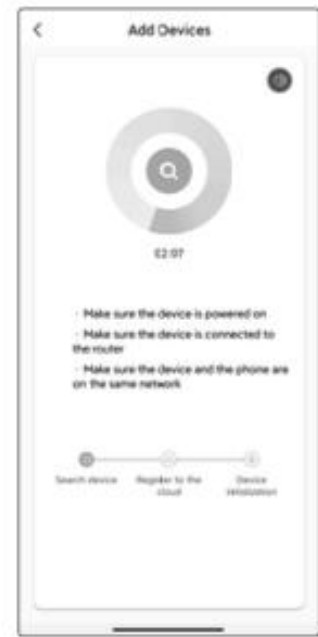 Add Devices
02:07
· Make sure the device is powered on
· Make sure the device is connected to
the router
· Make sure the device and the phone are
on the same network
Search device Register to the Device
cloud initialization